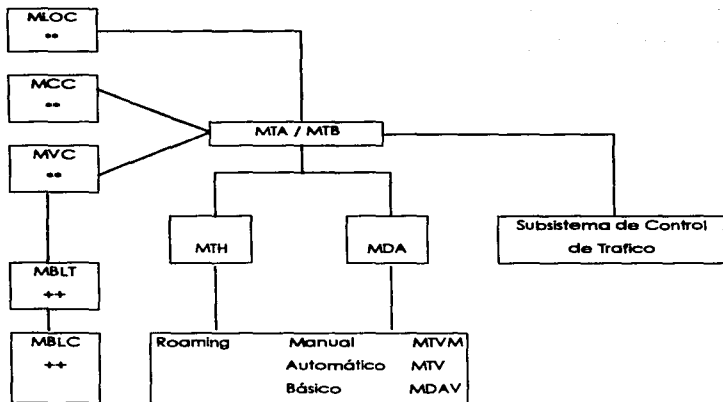 MLOC
**
MCC
**
MTA / MTB
MVC
**
MTH
MDA
Subsistema de Control
de Trafico
MBLT
++
MBLC
++
Roaming Manual MTVM
Automático MTV
Básico MDAV